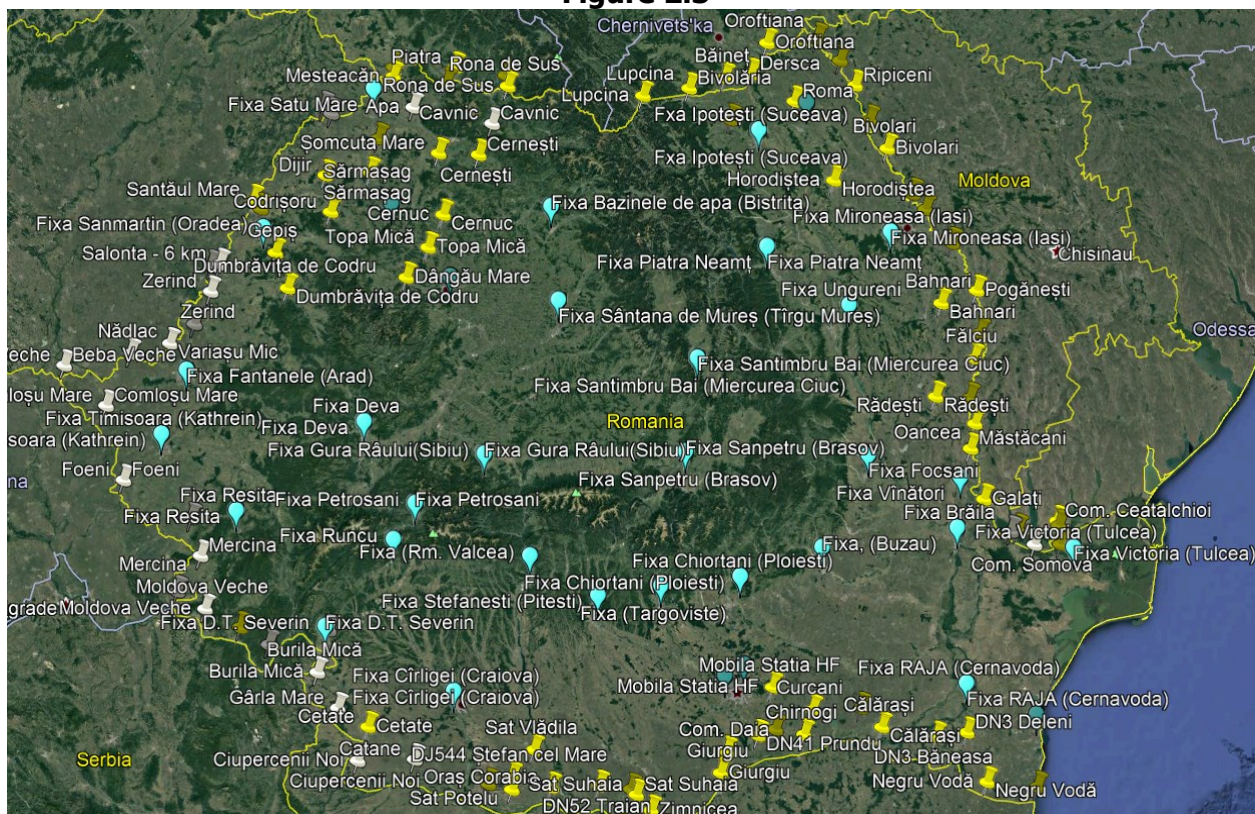 Chernivets'ka
Oroftiana
Oroftiana
Băineț
Dersca
Piatra
Rona de Sus
Mesteacăn
Rona de Sus
Lupcina
Bivolăria
Ripiceni
Lupcina
Roma
Fixa Satu Mare
Apa
Cavnic
Cavnic
Fxa Ipotești (Suceava)
Bivolari
Bivolari
Șomcuta Mare
Cernești
Fxa Ipotești (Suceava)
Dijir
Sărmașag
Cernești
Horodiștea
Horodiștea
Moldova
Santăul Mare
Sărmașag
Codrișoru
Cernuc
Cernuc
Fixa Bazinele de apa (Bistrita)
Fixa Mironeasa (Iasi)
Fixa Sanmartin (Oradea)
Gepiș
Topa Mică
Topa Mică
Fixa Mironeasa (Iasi)
Chisinau
Salonta - 6 km
Fixa Piatra Neamț
Fixa Piatra Neamț
Dumbrăvița de Codru
Dângău Mare
Zerind
Bahnari
Pogănești
Dumbrăvița de Codru
Fixa Ungureni
Bahnari
Zerind
Fixa Sântana de Mureș (Tîrgu Mureș)
Odessa
Nădlac
Fălciu
Beba Veche
Variașu Mic
Fixa Santimbru Bai (Miercurea Ciuc)
Fixa Fantanele (Arad)
Fixa Santimbru Bai (Miercurea Ciuc)
Comloșu Mare
Fixa Deva
Rădești
Rădești
Fixa Timisoara (Kathrein)
Fixa Deva
Romania
Oancea
Măstăcani
Fixa Gura Râului(Sibiu)
Fixa Gura Râului(Sibiu)
Fixa Sanpetru (Brasov)
Foeni
Foeni
Fixa Focsani
Fixa Sanpetru (Brasov)
Fixa Resita
Fixa Petrosani
Fixa Petrosani
Fixa Vînători
Galati
Fixa Resita
Fixa Brăila
Com. Ceatalchioi
Fixa Runcu
Fixa Victoria (Tulcea)
Mercina
Fixa (Rm. Valcea)
Fixa, (Buzau)
Fixa Victoria (Tulcea)
Mercina
Fixa Chiortani (Ploiesti)
Com. Somova
Fixa Chiortani (Ploiesti)
Moldova Veche
Moldova Veche
Fixa Stefanesti (Pitesti)
Fixa (Targoviste)
Fixa D.T. Severin
Fixa D.T. Severin
Burila Mică
Burila Mică
Fixa Cîrligei (Craiova)
Mobila Statia HF
Fixa RAJA (Cernavoda)
Mobila Statia HF
Curcani
Gârla Mare
Fixa Cîrligei (Craiova)
Fixa RAJA (Cernavoda)
Cetate
Cetate
Chirnogi
Călărași
Sat Vlădila
Com. Daia
DN41 Prundu
Călărași
DN3 Deleni
Serbia
Catane
DJ544 Ștefan cel Mare
Giurgiu
DN3 Băneasa
Ciupercenii Noi
Ciupercenii Noi
Oraș Corabia
Sat Suhaia
Sat Suhaia
Giurgiu
Negru Vodă
Negru Vodă
Sat Potelu
DN52 Traian
Zimnicea